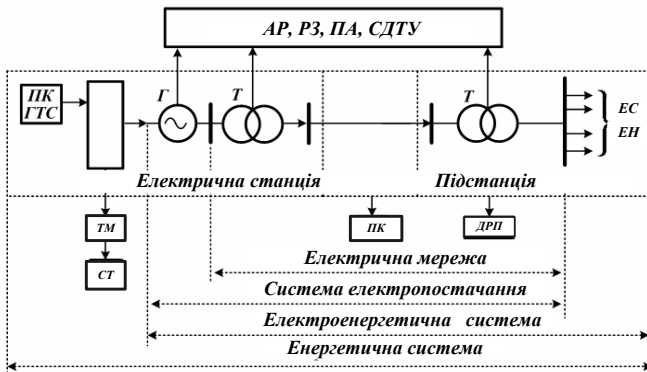 АР, РЗ, ПА, СДТУ
ПК
ГТС
Г
Т
Т
ЕС
ЕН
Електрична станція
Підстанція
ТМ
ПК
ДРП
СТ
Електрична мережа
Система електропостачання
Електроенергетична система
Енергетична система